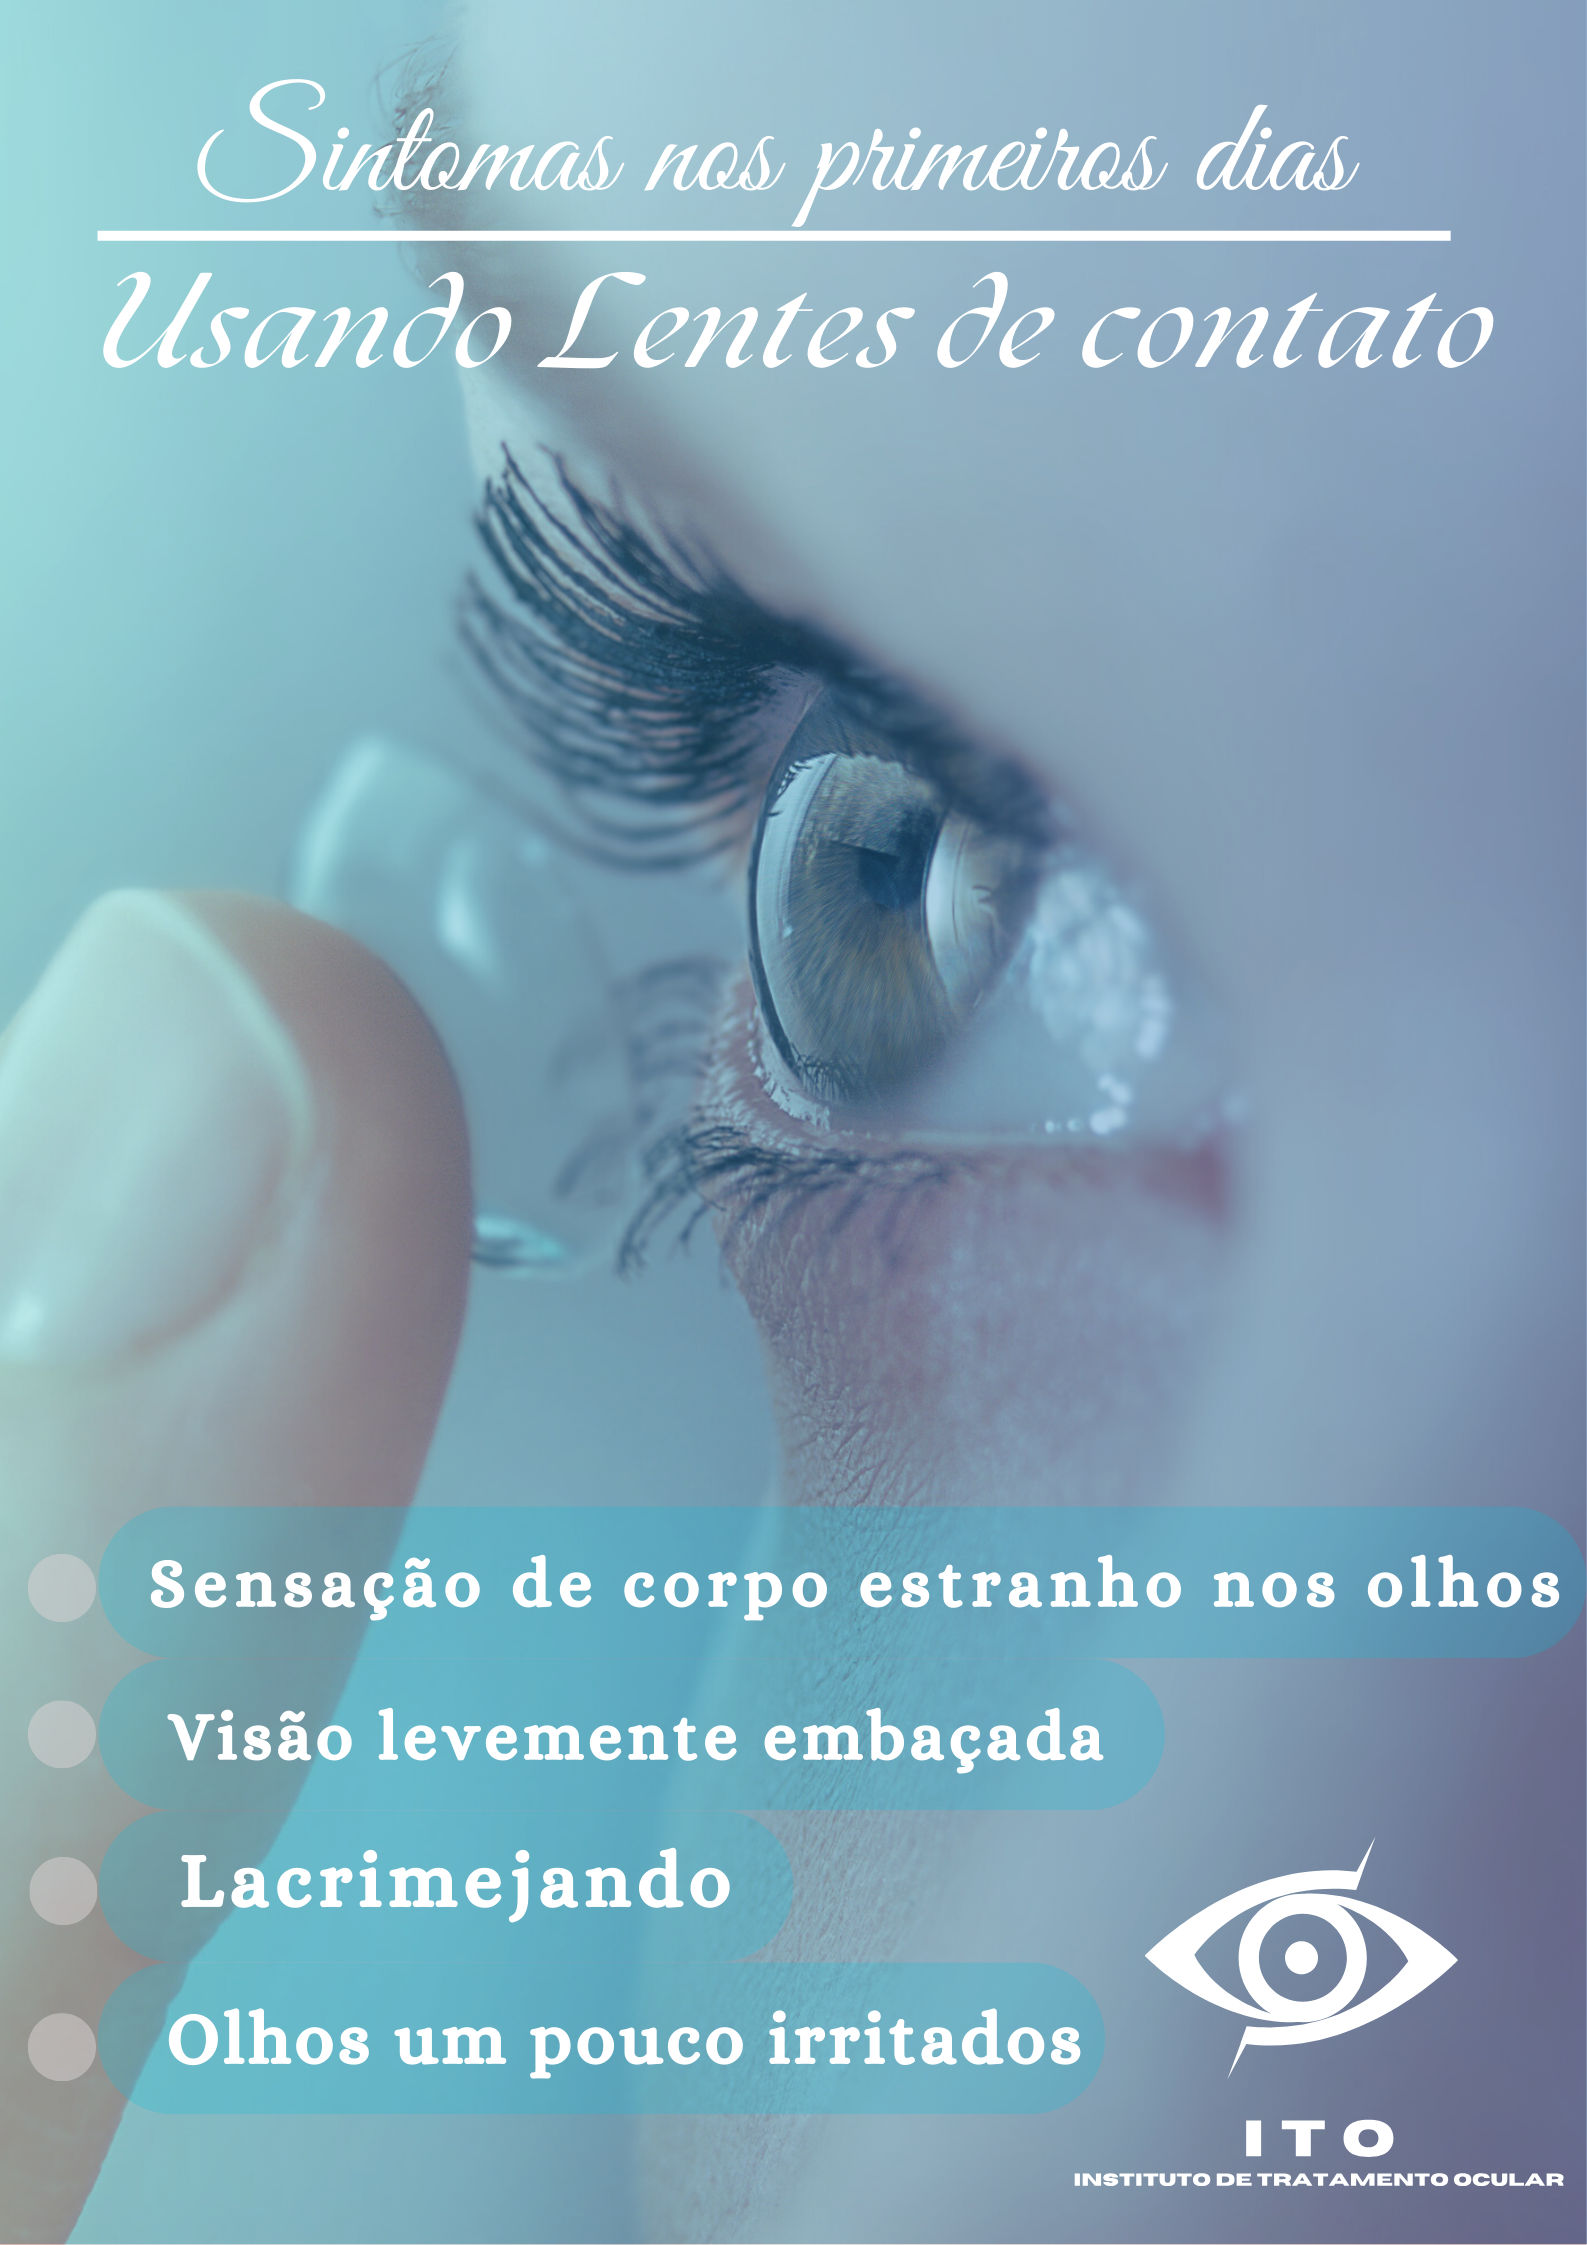 Sintomas nos primeiros dias
Usando Lentes de contato
Sensação de corpo estranho nos olhos
Visão levemente embaçada
Lacrimejando
Olhos um pouco irritados
ITO
INSTITUTO DE TRATAMENTO OCULAR